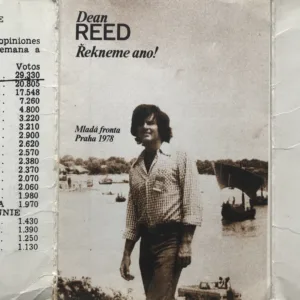 E
opiniones
emana a
Votos
29.330
20.805
17.548
7.260
4.800
3.220
3.210
2.900
2.620
2.570
2.380
2.370
2.070
2.060
1.980
A 1.970
UNIE
1.430
1.390
1.250
1.130
Dean
REED
Řekneme ano!
Mladá fronta
Praha 1978